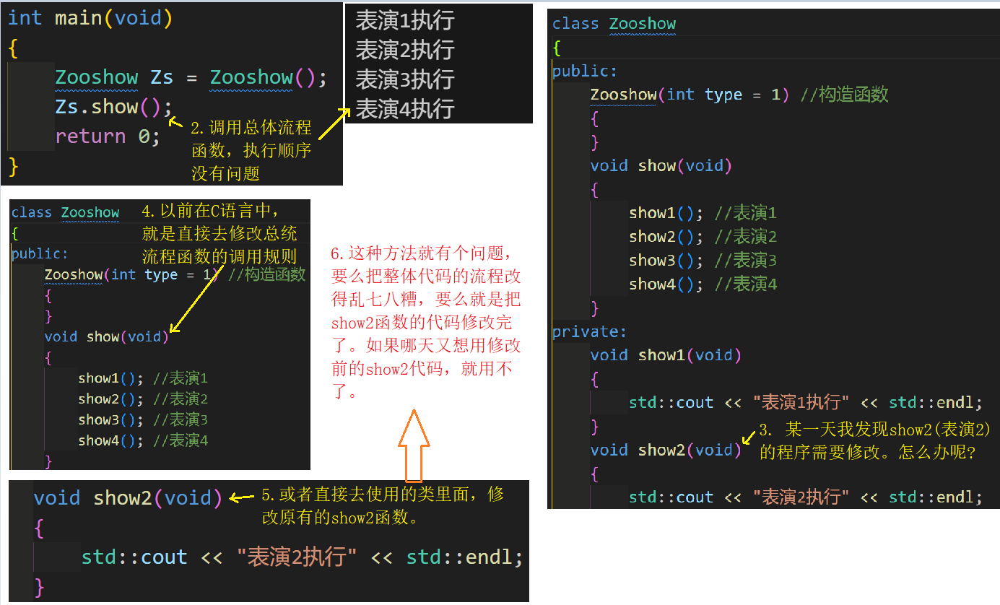 int main(void)
{
Zooshow Zs = Zooshow();
Zs.show();
return 0;
}
2.调用总体流程
函数，执行顺序
没有问题
表演1执行
表演2执行
表演3执行
表演4执行
class Zooshow
{
public:
Zooshow(int type = 1) //构造函数
{
}
void show(void)
{
show1(); //表演1
show2(); //表演2
show3(); //表演3
show4(); //表演4
}
private:
void show1(void)
{
std::cout << "表演1执行" << std::endl;
}
void show2(void)
{
std::cout << "表演2执行" << std::endl;
3. 某一天我发现show2(表演2)
的程序需要修改。怎么办呢?
class Zooshow
{
public:
Zooshow(int type = 1) //构造函数
{
}
void show(void)
{
show1(); //表演1
show2(); //表演2
show3(); //表演3
show4(); //表演4
}
4.以前在C语言中，
就是直接去修改总统
流程函数的调用规则
void show2(void)
{
std::cout << "表演2执行" << std::endl;
}
5.或者直接去使用的类里面，修
改原有的show2函数。
6.这种方法就有个问题，
要么把整体代码的流程改
得乱七八糟，要么就是把
show2函数的代码修改完
了。如果哪天又想用修改
前的show2代码，就用不
了。